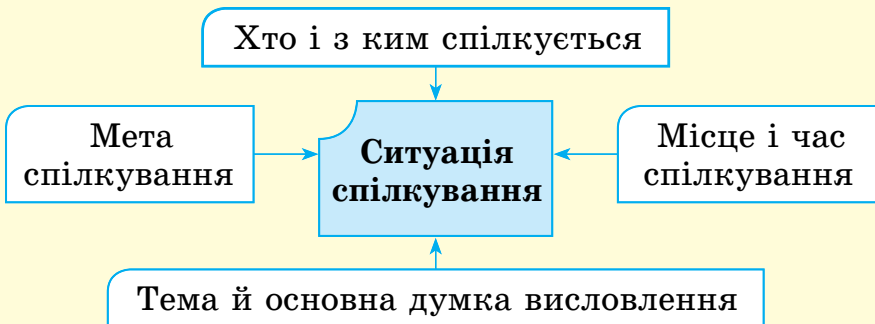 Хто і з ким спілкується
Мета
спілкування
Ситуація
спілкування
Місце і час
спілкування
Тема й основна думка висловлення